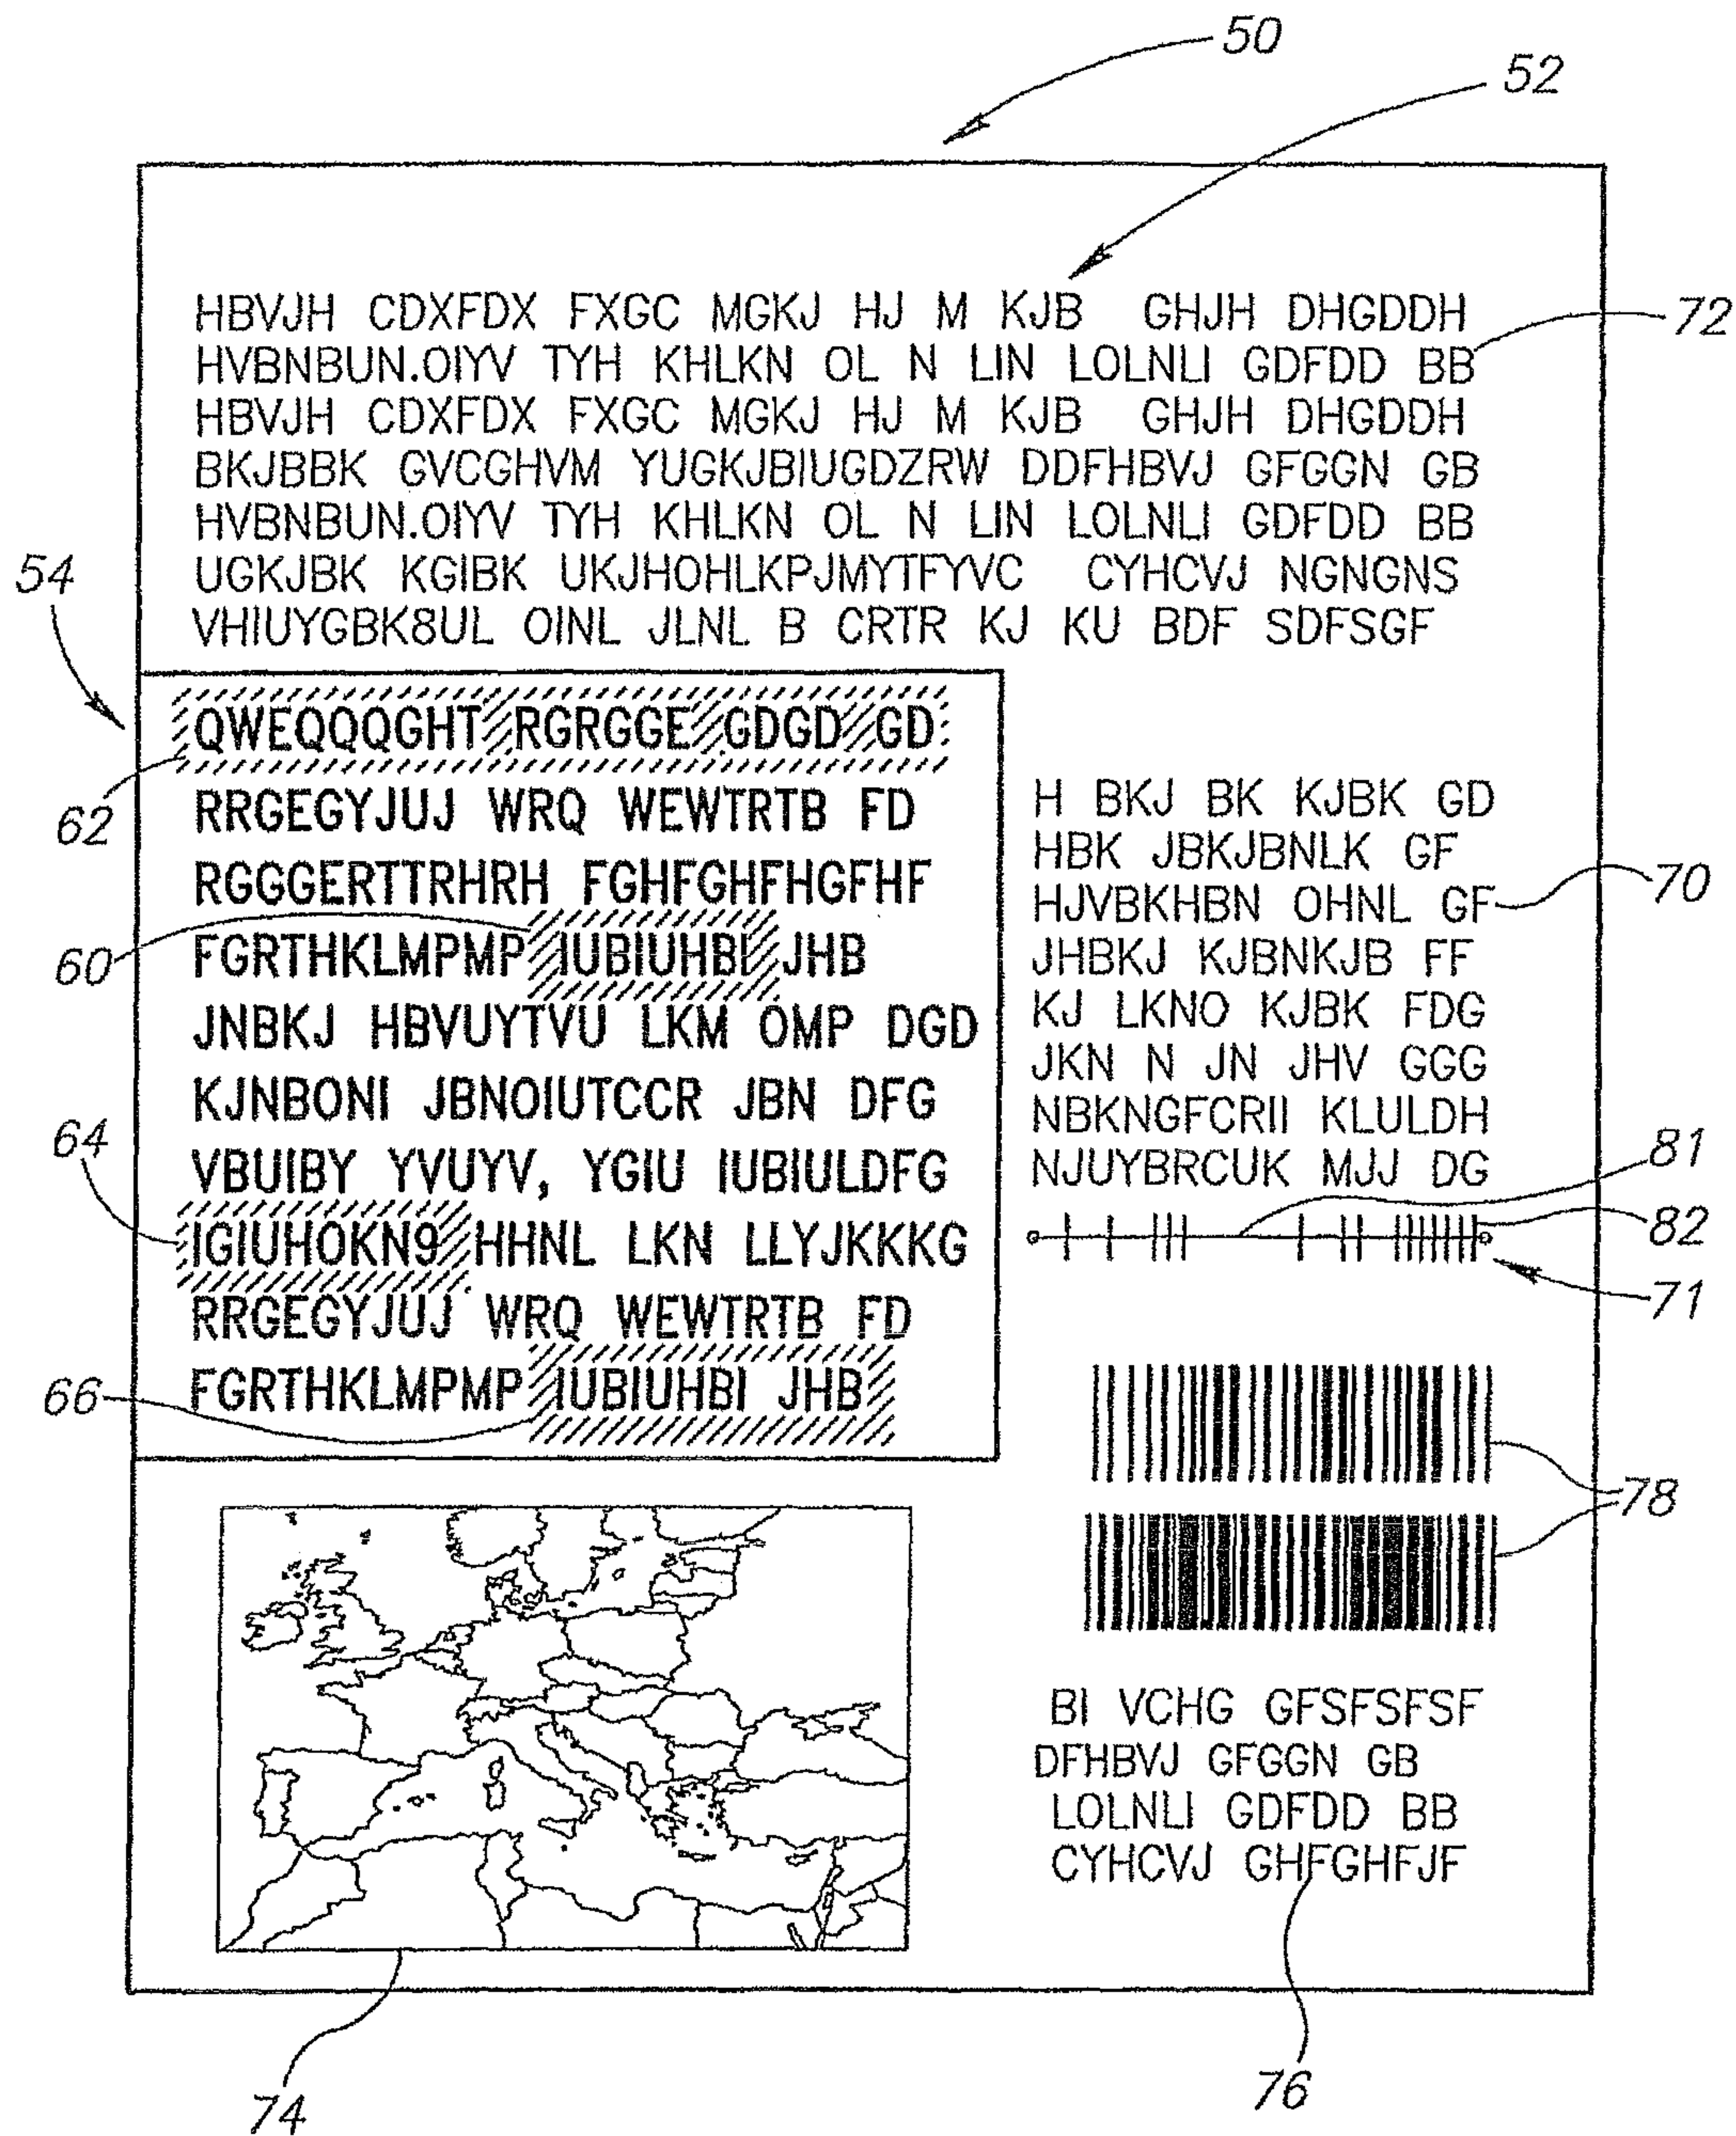 50
52
HBVJH CDXFDX FXGC MGKJ HJ M KJB GHJH DHGDDH
72
HVBNBUN.OIYV TYH KHLKN OL N LIN LOLNLI GDFDD BB
HBVJH CDXFDX FXGC MGKJ HJ M KJB GHJH DHGDDH
BKJBBK GVCGHVM YUGKJBIUGDZRW DDFHBVJ GFGGN GB
HVBNBUN.OIYV TYH KHLKN OL N LIN LOLNLI GDFDD BB
54
UGKJBK KGIBK UKJHOHLKPJMYTFYVC CYHCVJ NGNGNS
VHIUYGBK8UL OINL JLNL B CRTR KJ KU BDF SDFSGF
QWEQQQGHT RGRGGE GDGD GD
62
RRGEGYJUJ WRQ WEWTRTB FD
RGGGERTTRHRH FGHFGHFHGFHF
60
FGRTHKLMPMP IUBIUHBI JHB
JNBKJ HBVUYTVU LKM OMP DGD
KJNBONI JBNOIUTCCR JBN DFG
64
VBUIBY YVUYV, YGIU IUBIULDFG
IGIUHOKN9 HHNL LKN LLYJKKKG
RRGEGYJUJ WRQ WEWTRTB FD
66
FGRTHKLMPMP IUBIUHBI JHB
H BKJ BK KJBK GD
HBK JBKJBNLK GF
HJVBKHBN OHNL GF
70
JHBKJ KJBNKJB FF
KJ LKNO KJBK FDG
JKN N JN JHV GGG
NBKNGFCRII KLULDH
81
NJUYBRCUK MJJ DG
82
71
78
BI VCHG GFSFSFSF
DFHBVJ GFGGN GB
LOLNLI GDFDD BB
CYHCVJ GHFGHFJF
74
76